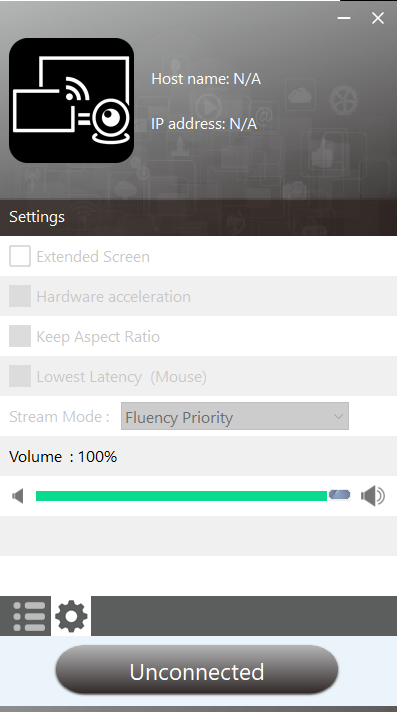 Host name: N/A
IP address: N/A
Settings
Extended Screen
Hardware acceleration
Keep Aspect Ratio
Lowest Latency  (Mouse)
Stream Mode :  Fluency Priority
Volume  : 100%
Unconnected